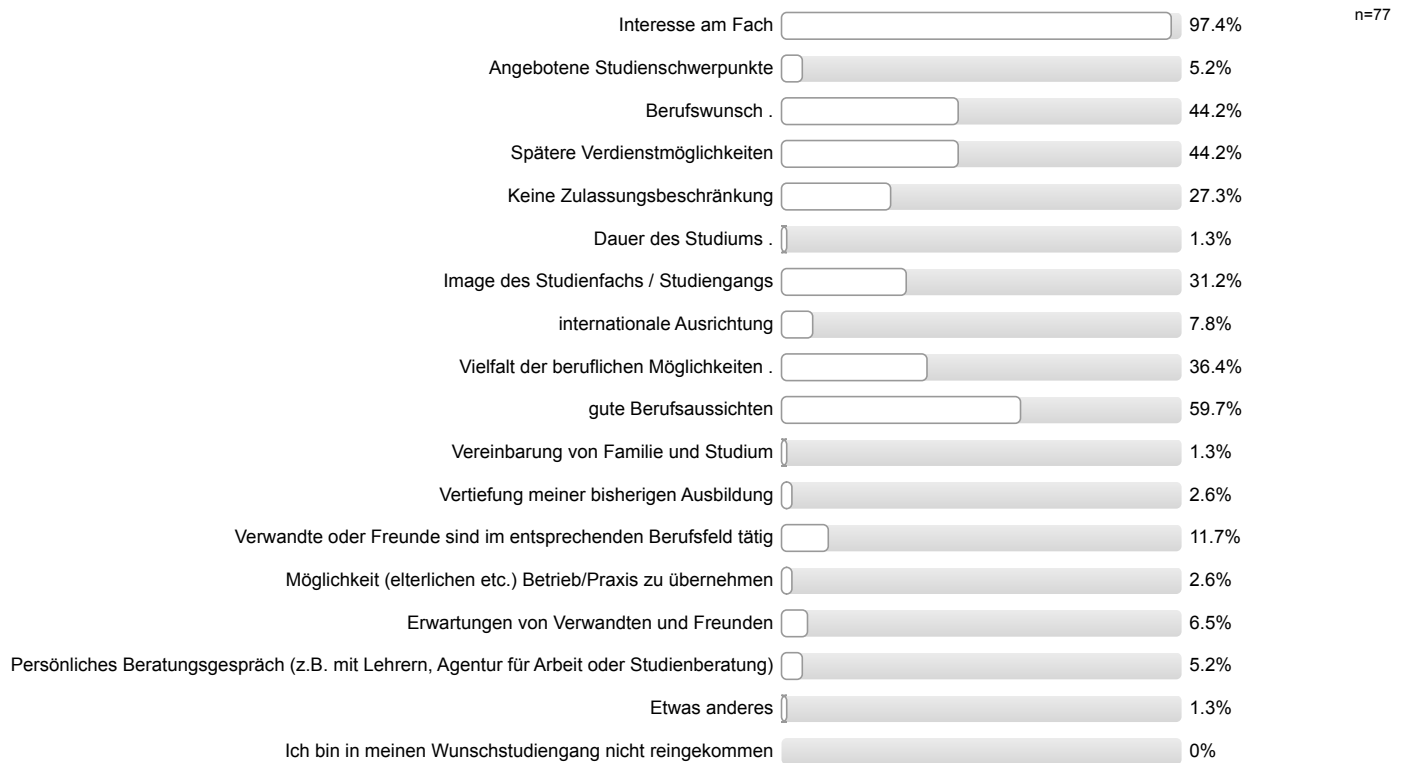 n=77
Interesse am Fach 97.4%
Angebotene Studienschwerpunkte 5.2%
Berufswunsch . 44.2%
Spätere Verdienstmöglichkeiten 44.2%
Keine Zulassungsbeschränkung 27.3%
Dauer des Studiums . 1.3%
Image des Studienfachs / Studiengangs 31.2%
internationale Ausrichtung 7.8%
Vielfalt der beruflichen Möglichkeiten . 36.4%
gute Berufsaussichten 59.7%
Vereinbarung von Familie und Studium 1.3%
Vertiefung meiner bisherigen Ausbildung 2.6%
Verwandte oder Freunde sind im entsprechenden Berufsfeld tätig 11.7%
Möglichkeit (elterlichen etc.) Betrieb/Praxis zu übernehmen 2.6%
Erwartungen von Verwandten und Freunden 6.5%
Persönliches Beratungsgespräch (z.B. mit Lehrern, Agentur für Arbeit oder Studienberatung) 5.2%
Etwas anderes 1.3%
Ich bin in meinen Wunschstudiengang nicht reingekommen 0%